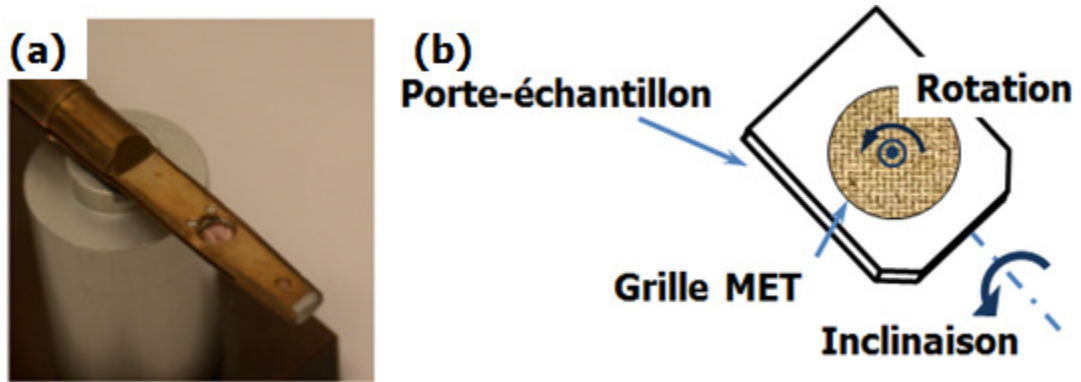 (a)
(b)
Porte-échantillon
Rotation
Grille MET
Inclinaison